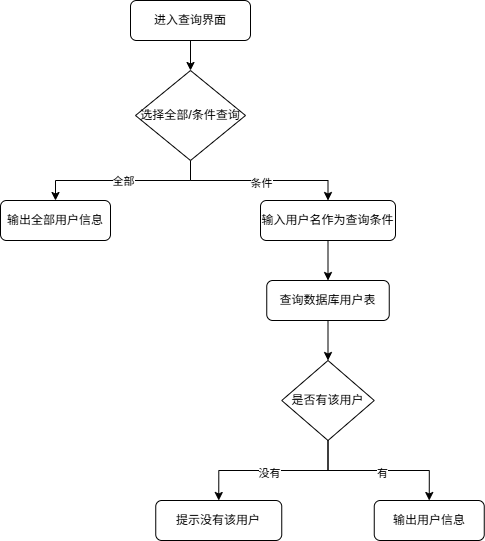 进入查询界面
选择全部/条件查询
全部
条件
输出全部用户信息
输入用户名作为查询条件
查询数据库用户表
是否有该用户
没有
有
提示没有该用户
输出用户信息